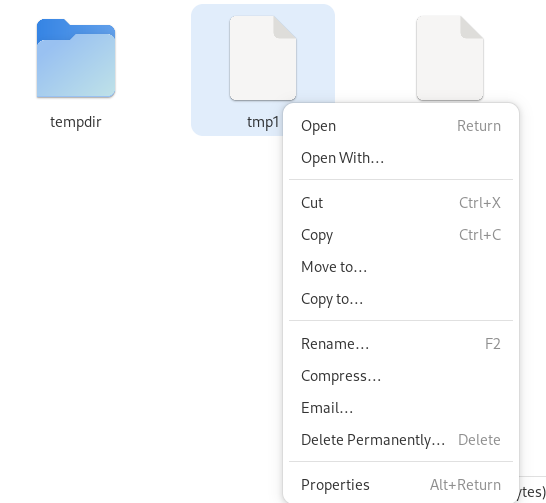 tempdir
tmp1
Open Return
Open With...
Cut Ctrl+X
Copy Ctrl+C
Move to...
Copy to...
Rename... F2
Compress...
Email...
Delete Permanently... Delete
Properties Alt+Return
ytes)